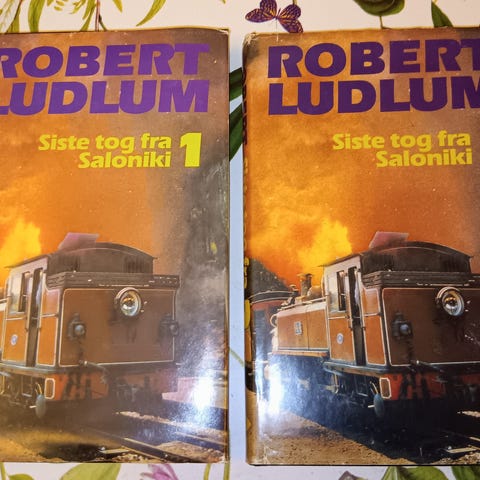 ROBERT
LUDLUM
Siste tog fra
Saloniki 1
ROBERT
LUDLUM
Siste tog fra
Saloniki